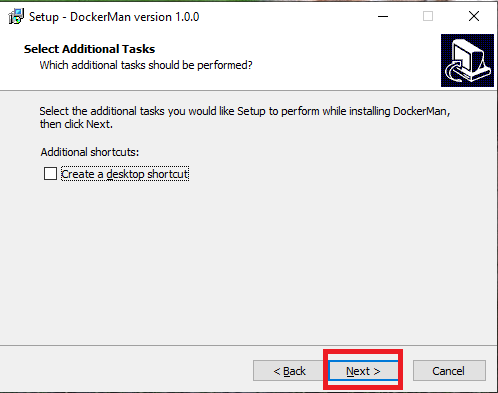 Setup - DockerMan version 1.0.0
Select Additional Tasks
Which additional tasks should be performed?
Select the additional tasks you would like Setup to perform while installing DockerMan,
then click Next.
Additional shortcuts:
Create a desktop shortcut
< Back
Next >
Cancel